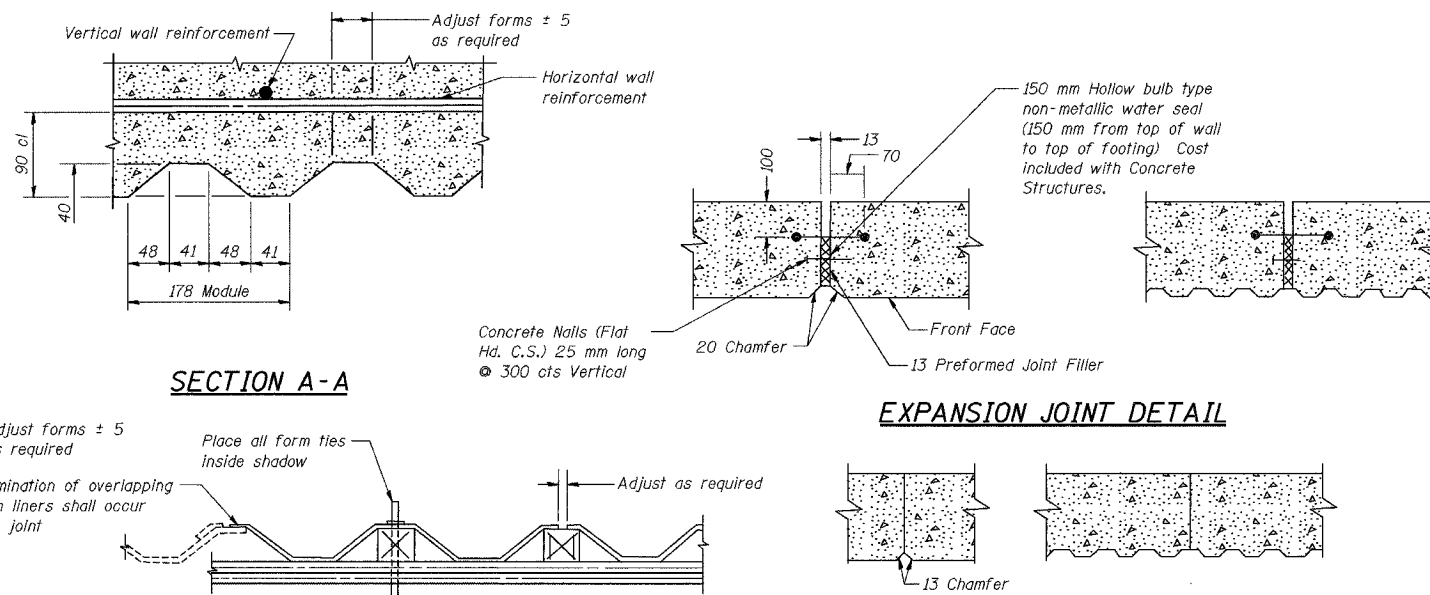 Vertical wall reinforcement
Adjust forms ± 5
as required
Horizontal wall
reinforcement
90 cl
40
48
41
48
41
178 Module
SECTION A-A
150 mm Hollow bulb type
non-metallic water seal
(150 mm from top of wall
to top of footing) Cost
included with Concrete
Structures.
13
70
100
Concrete Nails (Flat
Hd. C.S.) 25 mm long
@ 300 cts Vertical
20 Chamfer
Front Face
13 Preformed Joint Filler
EXPANSION JOINT DETAIL
djust forms ± 5
s required
Place all form ties
inside shadow
mination of overlapping
n liners shall occur
joint
Adjust as required
13 Chamfer